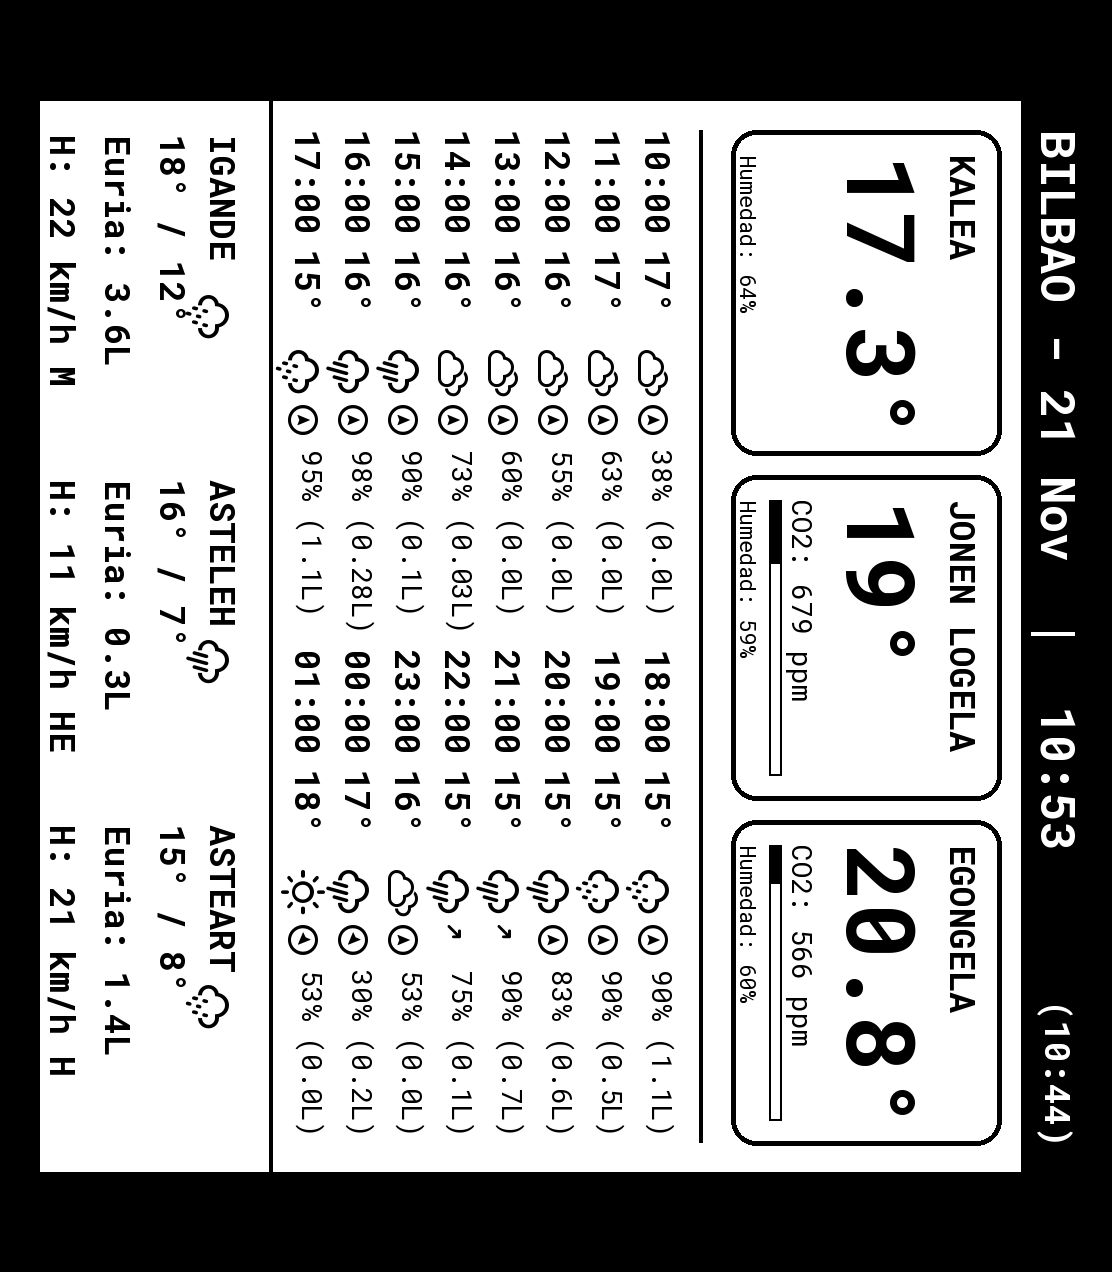 BILBAO - 21 Nov | 10:53 (10:44)
KALEA
17.3°
Humedad: 64%
JONEN LOGELA
19°
CO2: 679 ppm
Humedad: 59%
EGONGELA
20.8°
CO2: 566 ppm
Humedad: 60%
10:00 17° 38% (0.0L)
11:00 17° 63% (0.0L)
12:00 16° 55% (0.0L)
13:00 16° 60% (0.0L)
14:00 16° 73% (0.03L)
15:00 16° 90% (0.1L)
16:00 16° 98% (0.28L)
17:00 15° 95% (1.1L)
18:00 15° 90% (1.1L)
19:00 15° 90% (0.5L)
20:00 15° 83% (0.6L)
21:00 15° 90% (0.7L)
22:00 15° 75% (0.1L)
23:00 16° 53% (0.0L)
00:00 17° 30% (0.2L)
01:00 18° 53% (0.0L)
IGANDE
18° / 12°
Euria: 3.6L
H: 22 km/h M
ASTELEH
16° / 7°
Euria: 0.3L
H: 11 km/h HE
ASTEART
15° / 8°
Euria: 1.4L
H: 21 km/h H